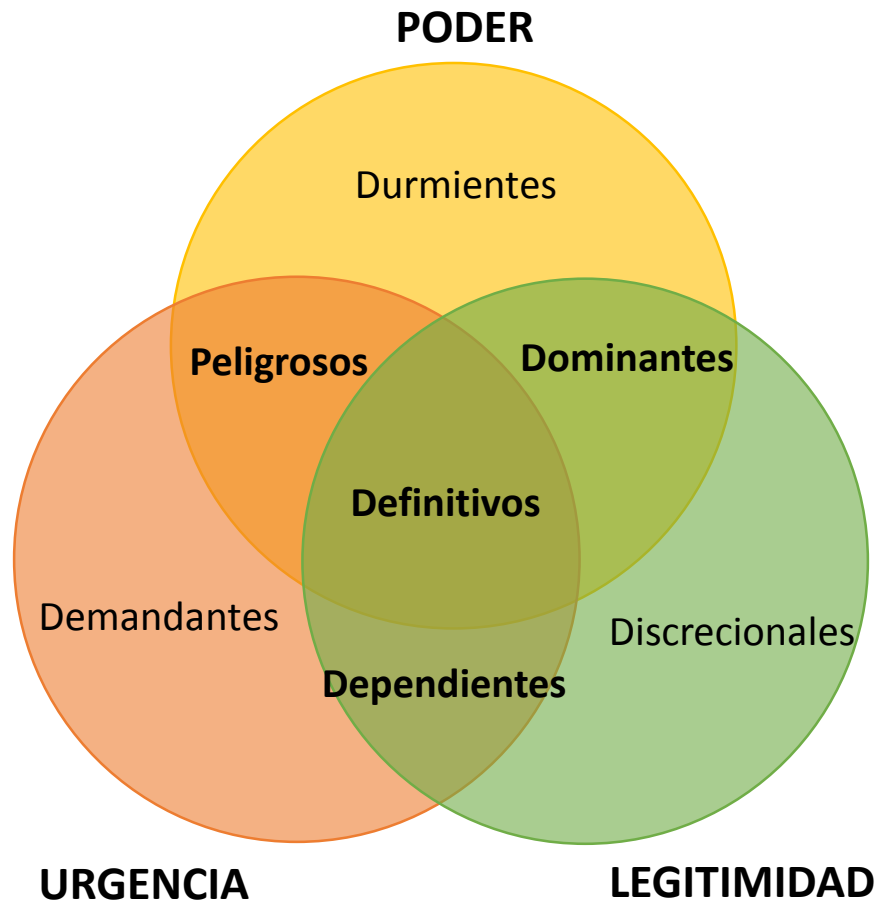 PODER
Durmientes
Peligrosos
Dominantes
Definitivos
Demandantes
Discrecionales
Dependientes
URGENCIA
LEGITIMIDAD